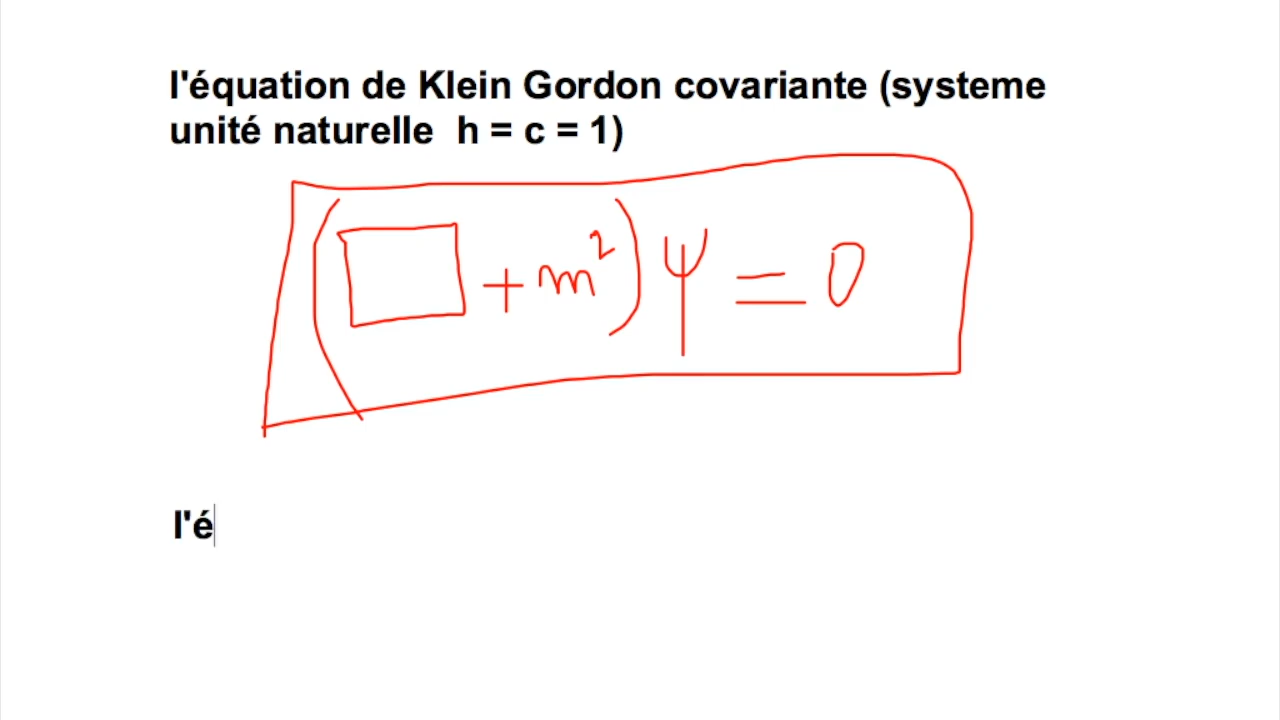 l'équation de Klein Gordon covariante (systeme
unité naturelle h = c = 1)
(□ + m²) ψ = 0
l'é